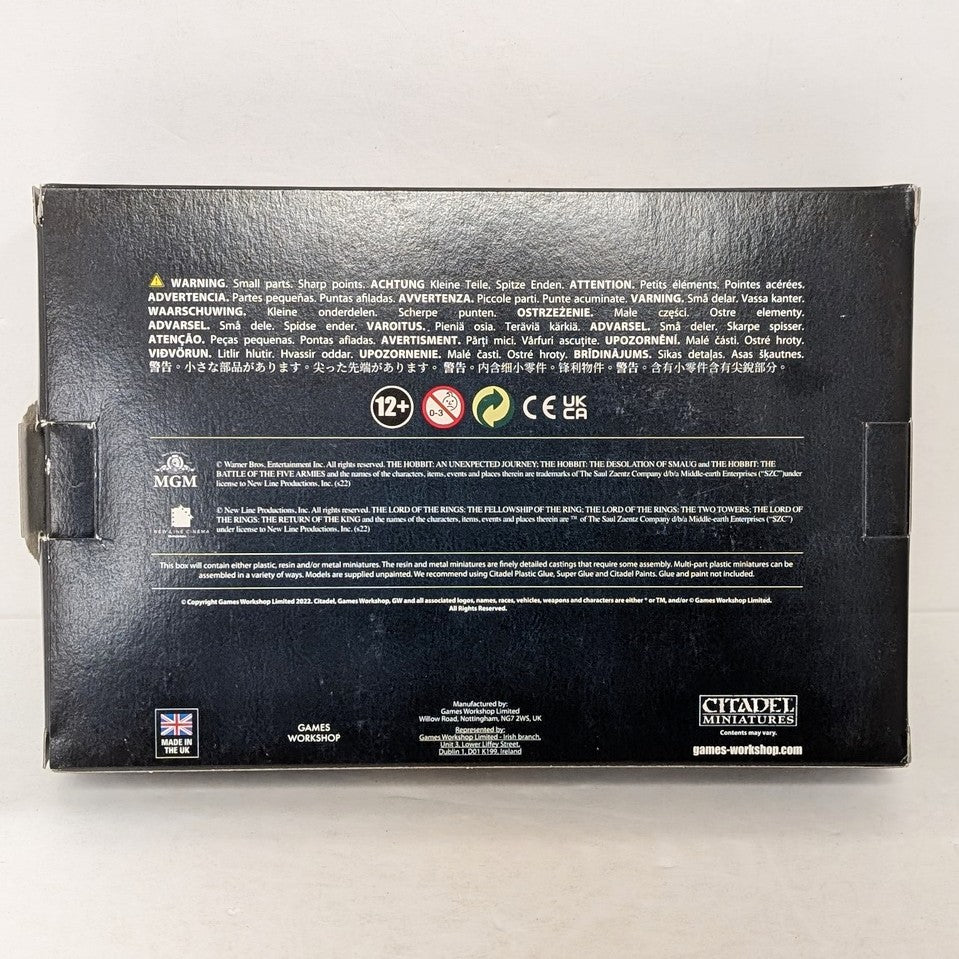 WARNING. Small parts. Sharp points. ACHTUNG Kleine Teile, Spitze Enden. ATTENTION. Petits éléments. Pointes acérées.
ADVERTENCIA. Partes pequeñas. Puntas afiladas. AVVERTENZA. Piccole parti. Punte acuminate. VARNING. Små delar. Vassa kanter.
WAARSCHUWING. Kleine onderdelen. Scherpe punten. OSTRZEŻENIE. Małe części. Ostre elementy.
ADVARSEL. Små dele. Spidse ender. VAROITUS. Pieniä osia. Teräviä kärkiä. ADVARSEL. Små deler. Skarpe spisser.
ATENÇÃO. Peças pequenas. Pontas afiadas. AVERTISMENT. Părți mici. Vârfuri ascuțite. UPOZORNĚNÍ. Malé části. Ostré hroty.
VIÐVÖRUN. Litlir hlutir. Hvassir oddar. UPOZORNENIE. Malé časti. Ostré hroty. BRĪDINĀJUMS. Sīkas detaļas. Asas šķautnes.
警告。小さな部品があります。尖った先端があります。 警告。内含细小零件。锋利物件。警告。含有小零件含有尖銳部分。
12+ 0-3 CE UK CA
MGM
© Warner Bros. Entertainment Inc. All rights reserved. THE HOBBIT: AN UNEXPECTED JOURNEY; THE HOBBIT: THE DESOLATION OF SMAUG and THE HOBBIT: THE
BATTLE OF THE FIVE ARMIES and the names of the characters, items, events and places therein are trademarks of The Saul Zaentz Company d/b/a Middle-earth Enterprises ("SZC")under
license to New Line Productions, Inc. (s22)
NEW LINE CINEMA
© New Line Productions, Inc. All rights reserved. THE LORD OF THE RINGS: THE FELLOWSHIP OF THE RING; THE LORD OF THE RINGS: THE TWO TOWERS; THE LORD OF
THE RINGS: THE RETURN OF THE KING and the names of the characters, items, events and places therein are ™ of The Saul Zaentz Company d/b/a Middle-earth Enterprises ("SZC")
under license to New Line Productions, Inc. (s22)
This box will contain either plastic, resin and/or metal miniatures. The resin and metal miniatures are finely detailed castings that require some assembly. Multi-part plastic miniatures can be
assembled in a variety of ways. Models are supplied unpainted. We recommend using Citadel Plastic Glue, Super Glue and Citadel Paints. Glue and paint not included.
© Copyright Games Workshop Limited 2022. Citadel, Games Workshop, GW and all associated logos, names, races, vehicles, weapons and characters are either ® or TM, and/or © Games Workshop Limited.
All Rights Reserved.
MADE IN
THE UK
GAMES
WORKSHOP
Manufactured by:
Games Workshop Limited
Willow Road, Nottingham, NG7 2WS, UK
Represented by:
Games Workshop Limited - Irish branch,
Unit 3, Lower Liffey Street,
Dublin 1, D01 K199, Ireland
CITADEL
MINIATURES
Contents may vary.
games-workshop.com